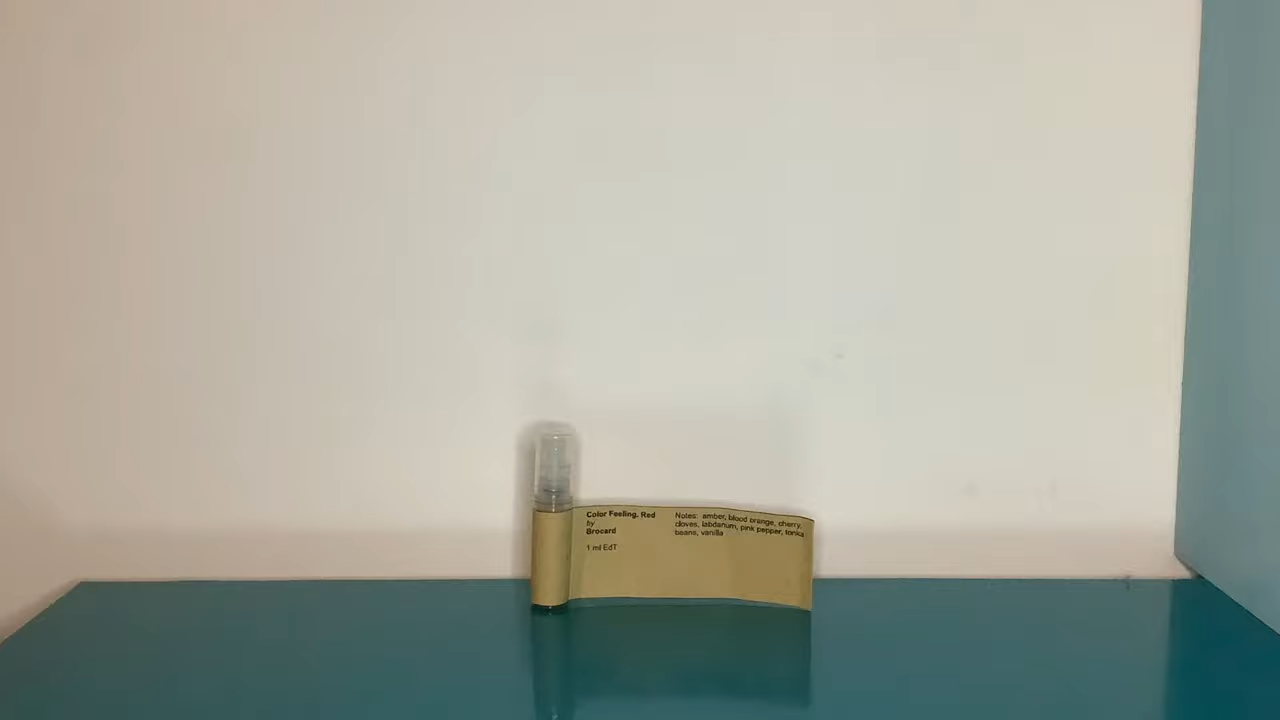 Color Feeling, Red
by
Brocard
1 ml EdT
Notes: amber, blood orange, cherry,
cloves, labdanum, pink pepper, tonka
beans, vanilla